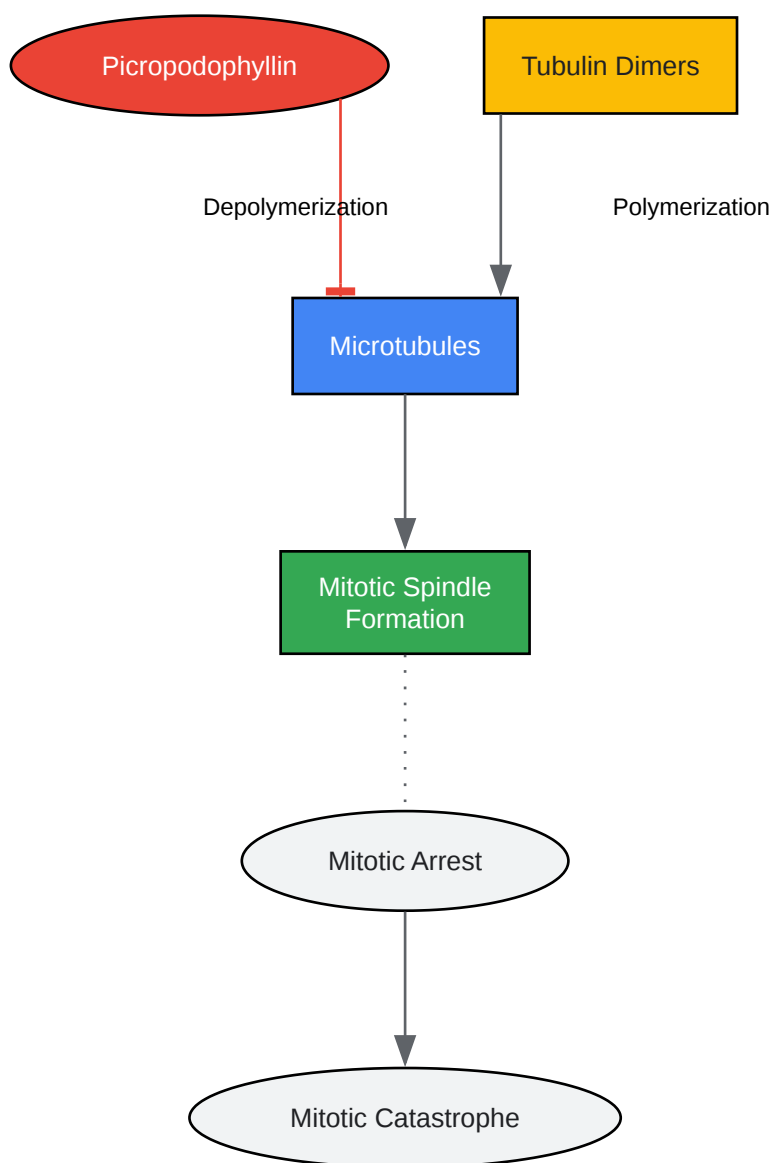 Picropodophyllin
Tubulin Dimers
Depolymerization
Polymerization
Microtubules
Mitotic Spindle
Formation
Mitotic Arrest
Mitotic Catastrophe